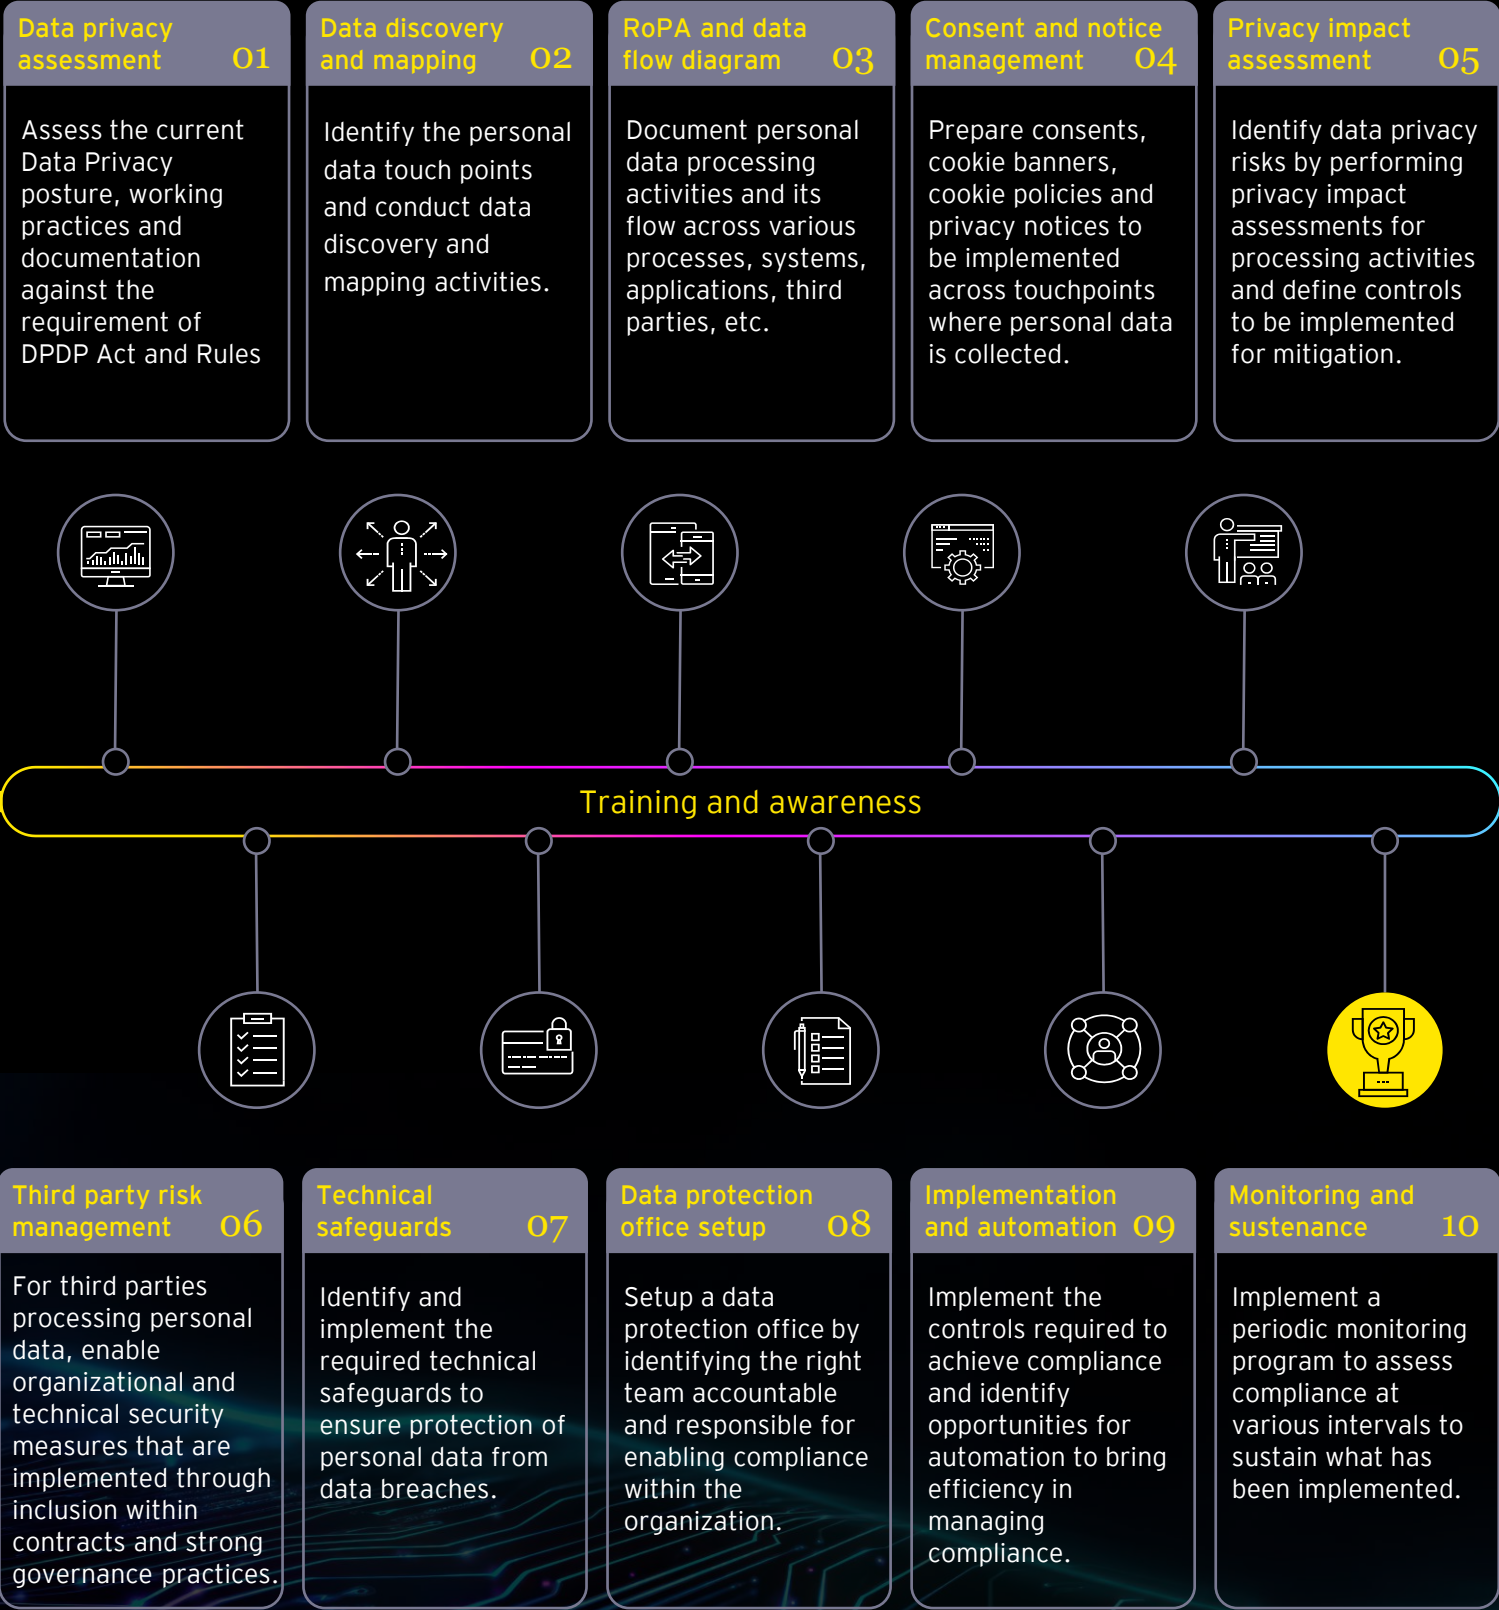 Data privacy
assessment 01
Assess the current
Data Privacy
posture, working
practices and
documentation
against the
requirement of
DPDP Act and Rules
Data discovery
and mapping 02
Identify the personal
data touch points
and conduct data
discovery and
mapping activities.
RoPA and data
flow diagram 03
Document personal
data processing
activities and its
flow across various
processes, systems,
applications, third
parties, etc.
Consent and notice
management 04
Prepare consents,
cookie banners,
cookie policies and
privacy notices to
be implemented
across touchpoints
where personal data
is collected.
Privacy impact
assessment 05
Identify data privacy
risks by performing
privacy impact
assessments for
processing activities
and define controls
to be implemented
for mitigation.
Training and awareness
Third party risk
management 06
For third parties
processing personal
data, enable
organizational and
technical security
measures that are
implemented through
inclusion within
contracts and strong
governance practices.
Technical
safeguards 07
Identify and
implement the
required technical
safeguards to
ensure protection of
personal data from
data breaches.
Data protection
office setup 08
Setup a data
protection office by
identifying the right
team accountable
and responsible for
enabling compliance
within the
organization.
Implementation
and automation 09
Implement the
controls required to
achieve compliance
and identify
opportunities for
automation to bring
efficiency in
managing
compliance.
Monitoring and
sustenance 10
Implement a
periodic monitoring
program to assess
compliance at
various intervals to
sustain what has
been implemented.